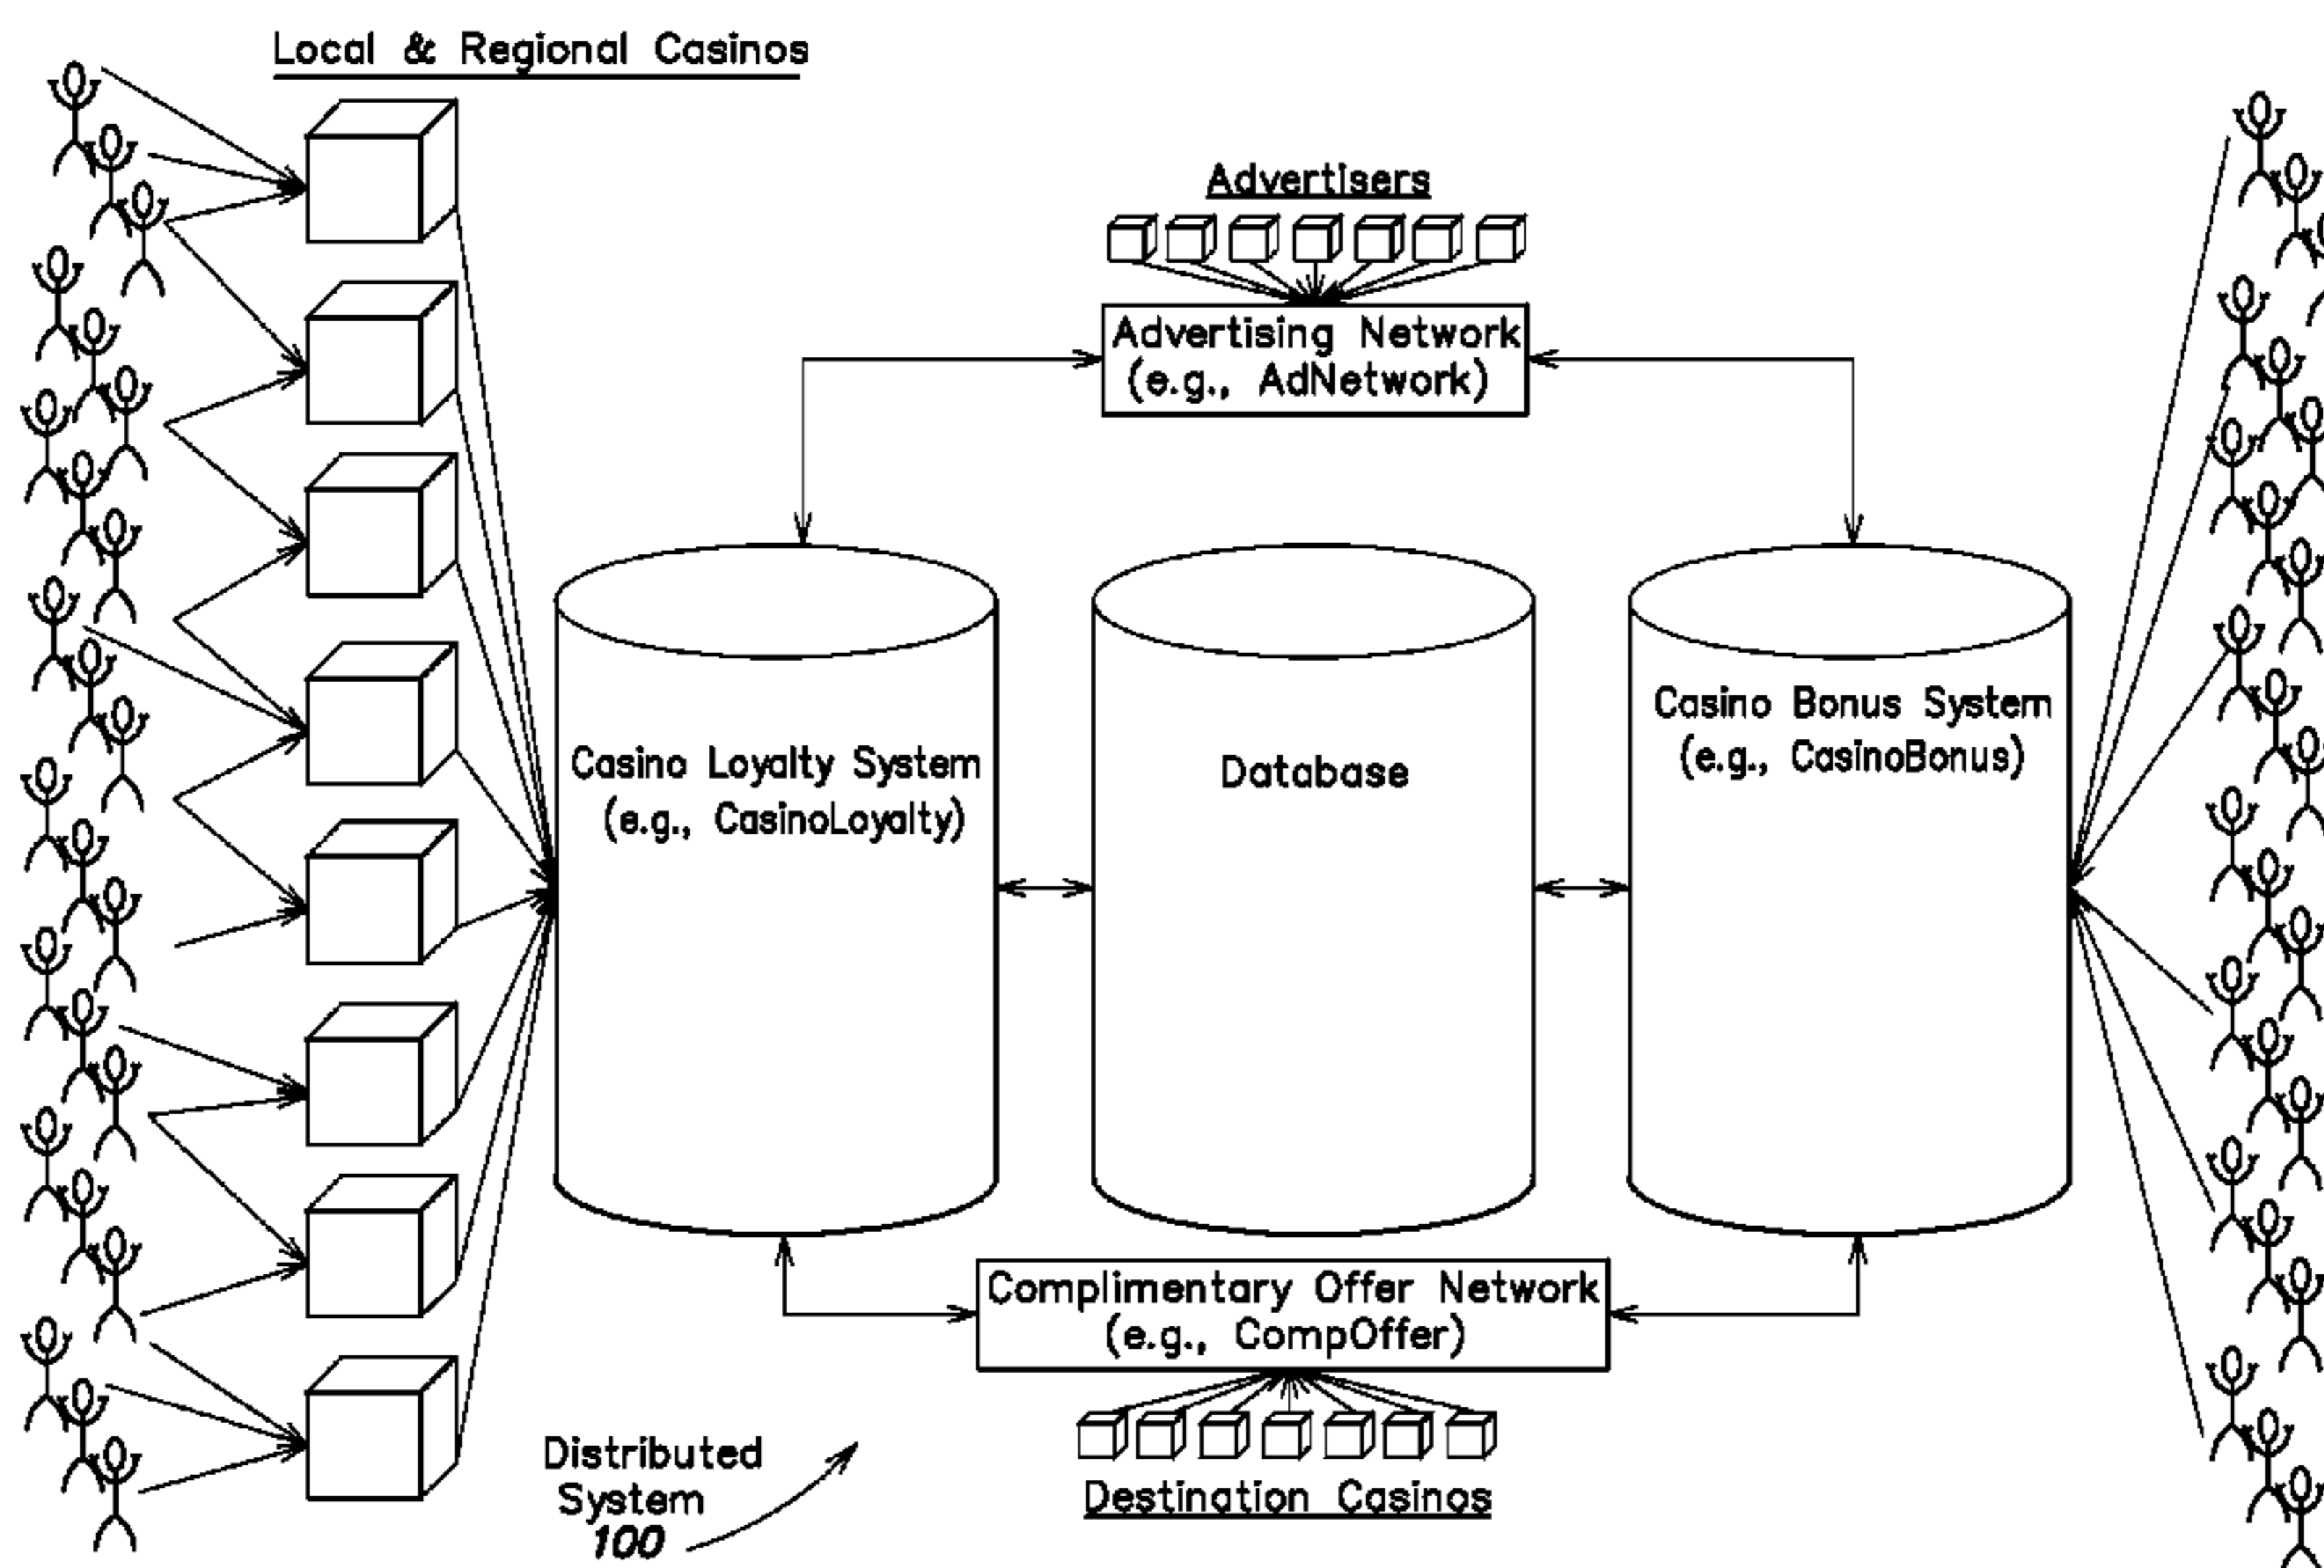 Local & Regional Casinos
Advertisers
Advertising Network
(e.g., AdNetwork)
Casino Loyalty System
(e.g., CasinoLoyalty)
Database
Casino Bonus System
(e.g., CasinoBonus)
Complimentary Offer Network
(e.g., CompOffer)
Destination Casinos
Distributed
System
100